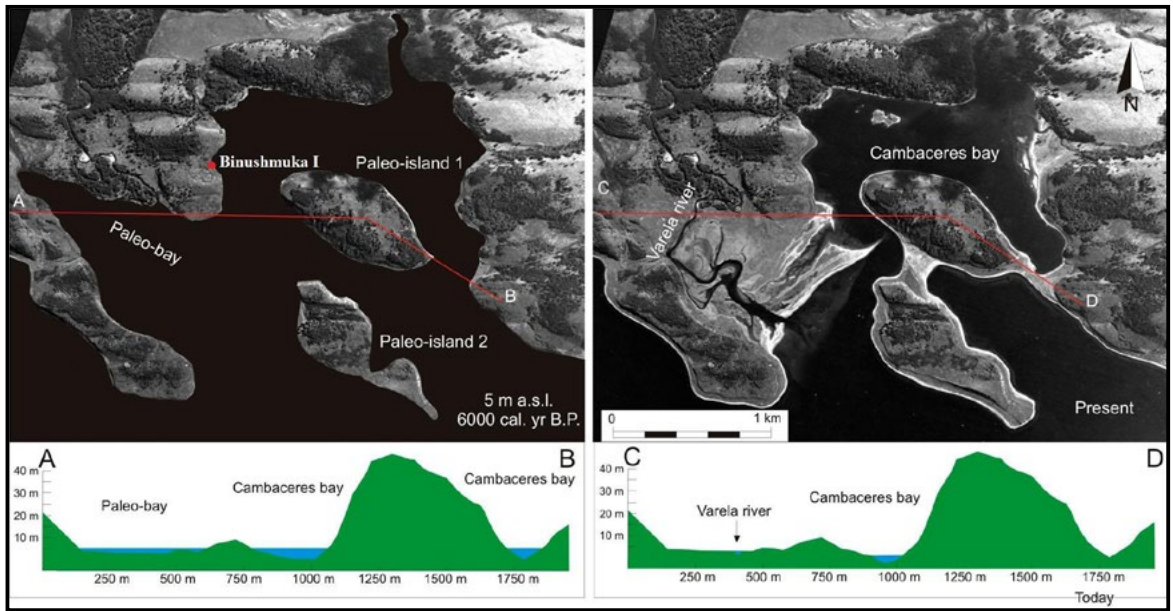 Binushmuka I
Paleo-island 1
A
Paleo-bay
B
Paleo-island 2
5 m a.s.l.
6000 cal. yr B.P.
N
Cambaceres bay
C
Varela river
D
0 1 km
Present
A B
40 m
30 m
20 m
10 m
Paleo-bay
Cambaceres bay
Cambaceres bay
250 m 500 m 750 m 1000 m 1250 m 1500 m 1750 m
C D
40 m
30 m
20 m
10 m
Varela river
Cambaceres bay
250 m 500 m 750 m 1000 m 1250 m 1500 m 1750 m
Today